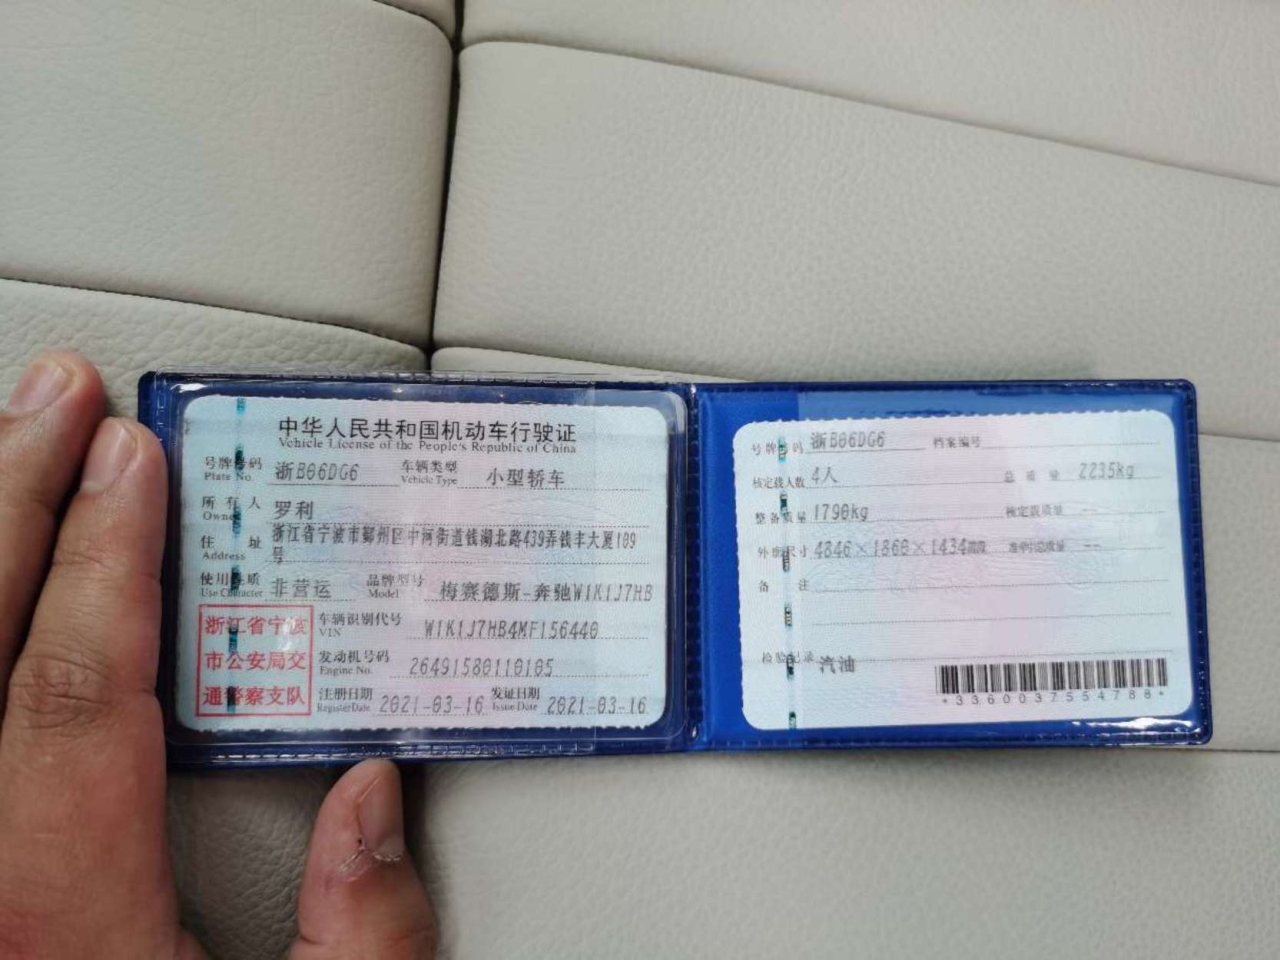 中华人民共和国机动车行驶证
Vehicle License of the People's Republic of China
号牌号码 浙B06DG6 车辆类型 小型轿车
Plate No. Vehicle Type
所有人 罗利
Owner
住址 浙江省宁波市鄞州区中河街道钱湖北路439弄钱丰大厦109
Address 号
使用性质 非营运 品牌型号 梅赛德斯-奔驰W1K1J7HB
Use Character Model
浙江省宁波
市公安局交
通警察支队
车辆识别代号 W1K1J7HB4MF156440
VIN
发动机号码 26491580110105
Engine No.
注册日期 2021-03-16 发证日期 2021-03-16
Register Date Issue Date
号牌号码 浙B06DG6 档案编号
核定载人数 4人 总质量 2235kg
整备质量 1790kg 核定载质量 --
外廓尺寸 4846×1860×1434mm 准牵引总质量 --
备注
检验记录 汽油
*3360037554788*